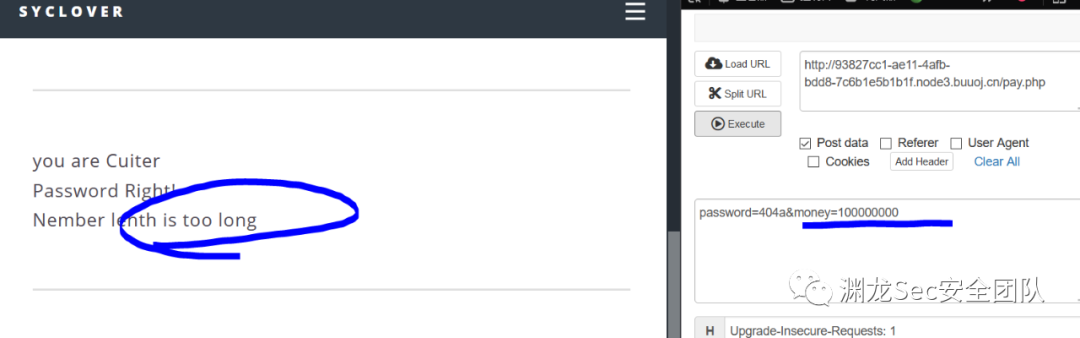 SYCLOVER
you are Cuiter
Password Right!
Nember lenth is too long
Load URL
Split URL
Execute
http://93827cc1-ae11-4afb-
bdd8-7c6b1e5b1b1f.node3.buuoj.cn/pay.php
Post data Referer User Agent
Cookies Add Header Clear All
password=404a&money=100000000
渊龙Sec安全团队
H Upgrade-Insecure-Requests: 1